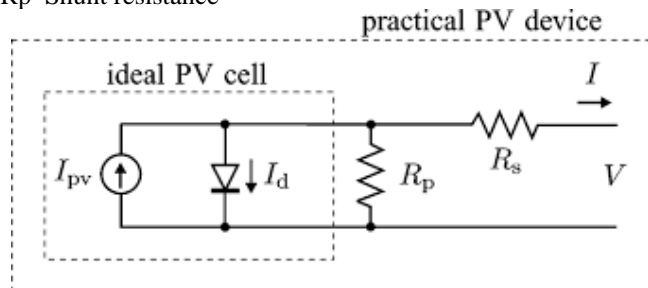 Rp Shunt resistance
practical PV device
ideal PV cell
I
Ipv
Id
Rp
Rs
V